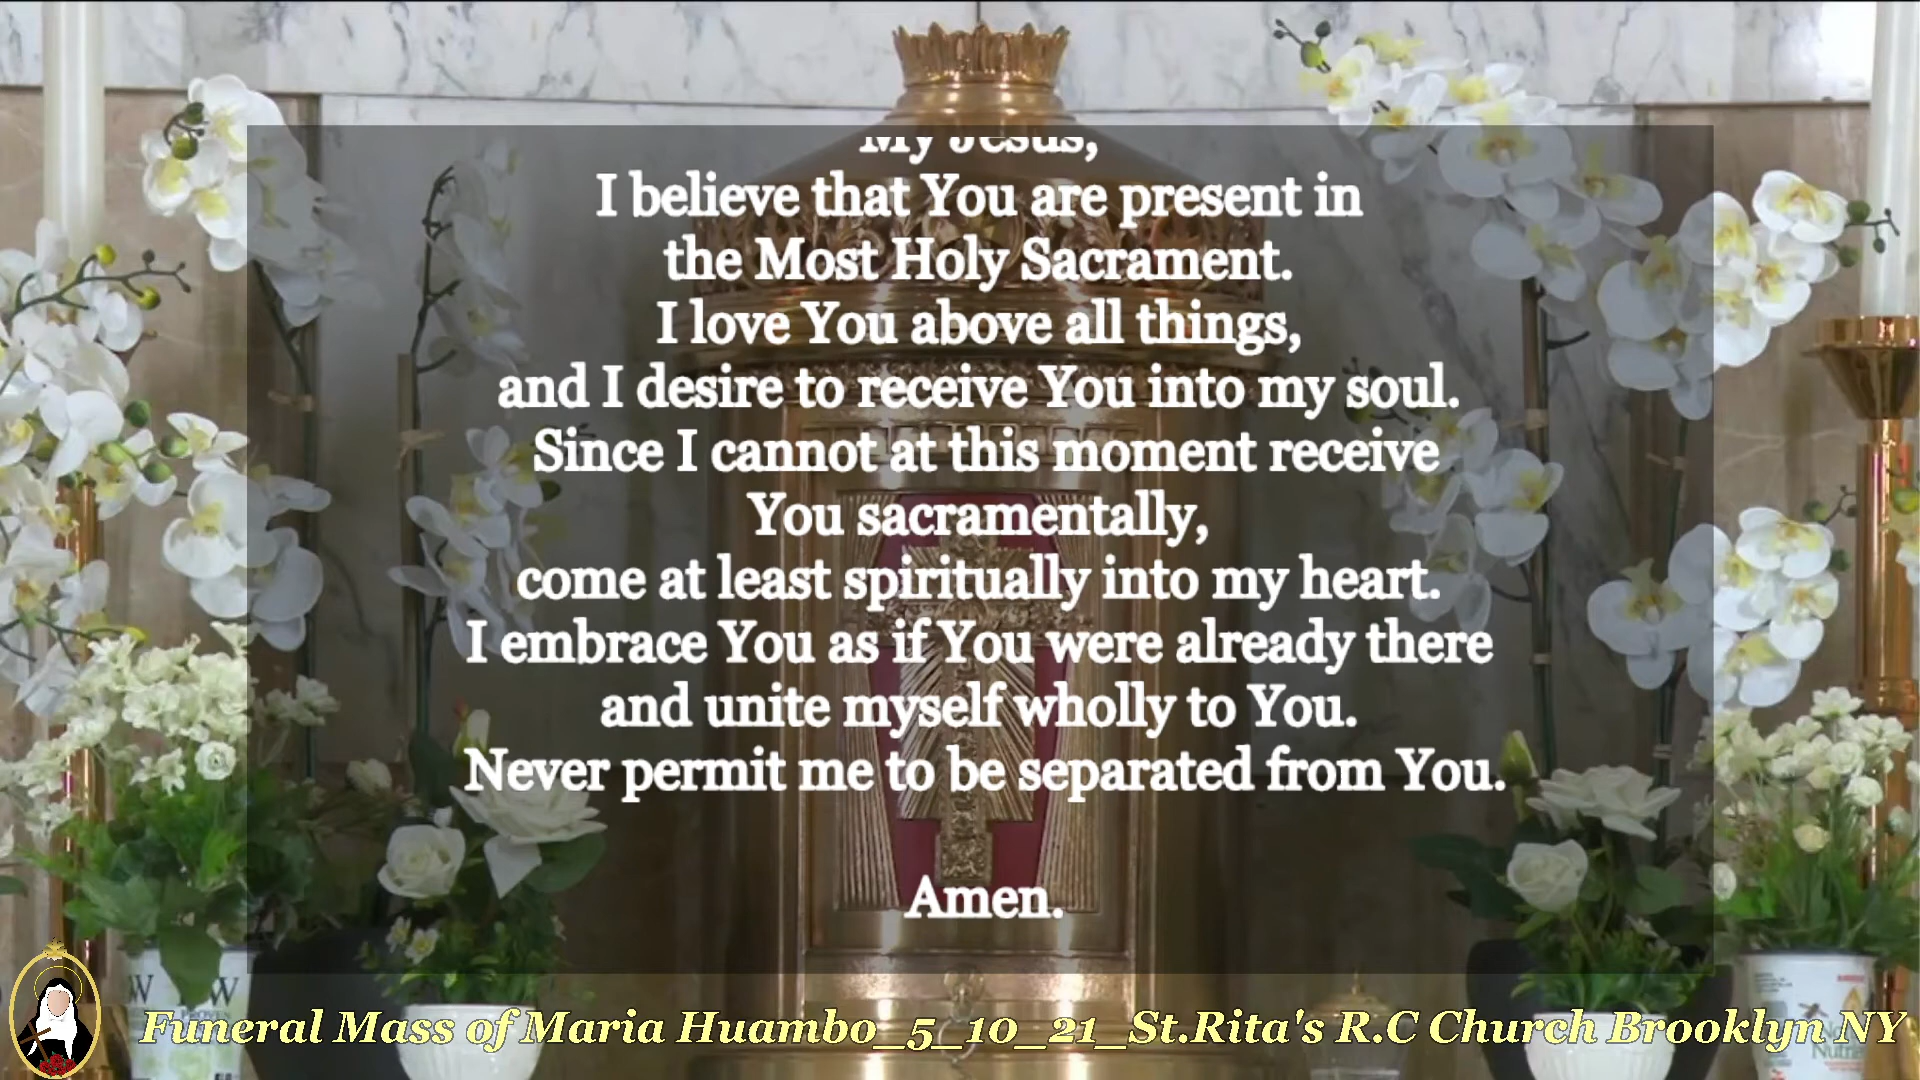 My Jesus,
I believe that You are present in
the Most Holy Sacrament.
I love You above all things,
and I desire to receive You into my soul.
Since I cannot at this moment receive
You sacramentally,
come at least spiritually into my heart.
I embrace You as if You were already there
and unite myself wholly to You.
Never permit me to be separated from You.
Amen.
Funeral Mass of Maria Huambo_5_10_21_St.Rita's R.C Church Brooklyn NY